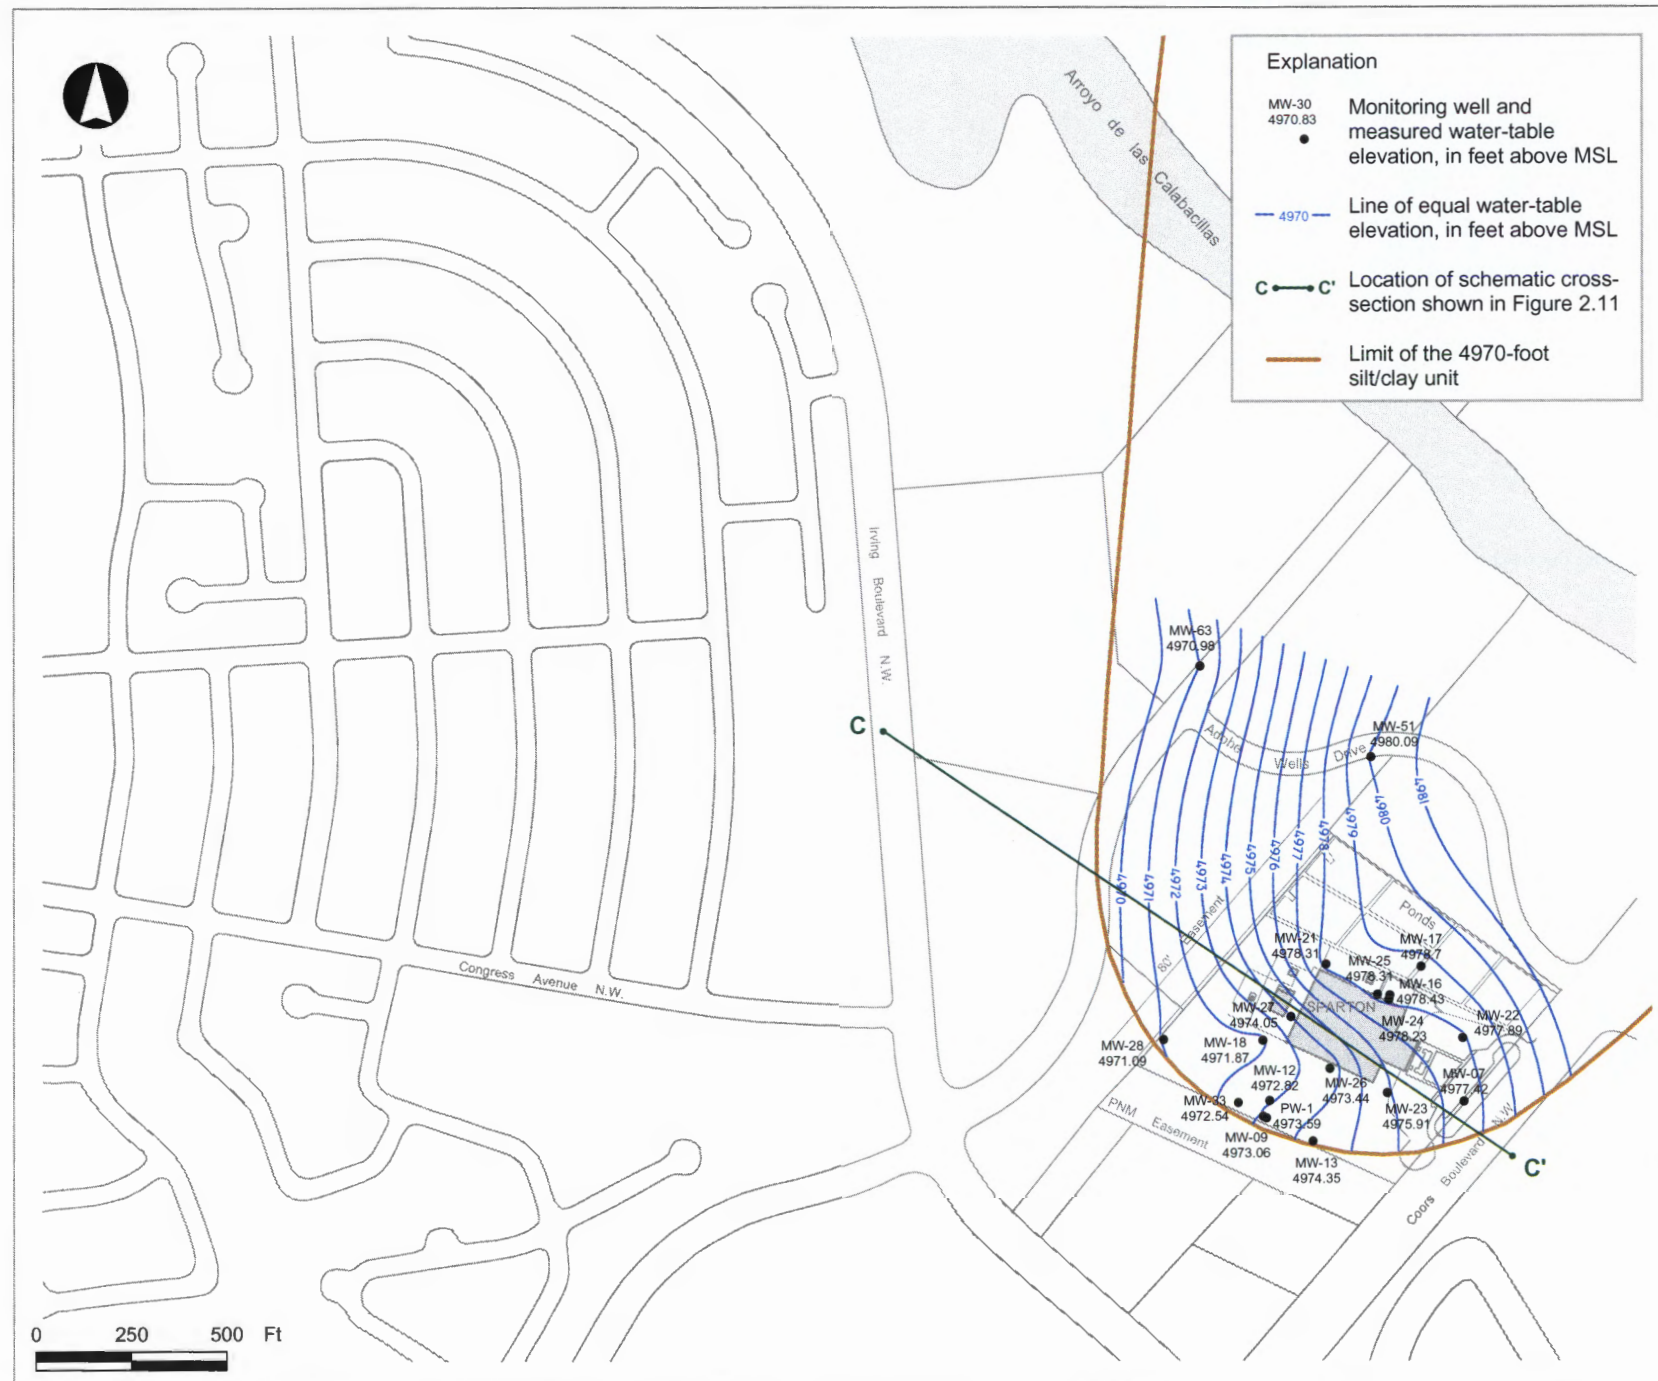 Explanation
MW-30
4970.83
Monitoring well and
measured water-table
elevation, in feet above MSL
4970
Line of equal water-table
elevation, in feet above MSL
C C'
Location of schematic cross-
section shown in Figure 2.11
Limit of the 4970-foot
silt/clay unit
Arroyo de las Calabacillas
Irving Boulevard N.W.
MW-63
4970.98
C
MW-51
4980.09
Adobe Wells Drive
4970
4971
4972
4973
4974
4975
4976
4977
4978
4979
4980
4981
80' Easement
Ponds
MW-21
4978.31
MW-17
4978.7
MW-25
4978.31
MW-16
4978.43
SPARTON
MW-27
4974.05
MW-24
4978.23
MW-22
4977.89
MW-28
4971.09
MW-18
4971.87
MW-12
4972.82
MW-26
4973.44
MW-07
4977.42
MW-33
4972.54
PW-1
4973.59
MW-23
4975.91
MW-09
4973.06
MW-13
4974.35
PNM Easement
Congress Avenue N.W.
Coors Boulevard N.W.
C'
0 250 500 Ft